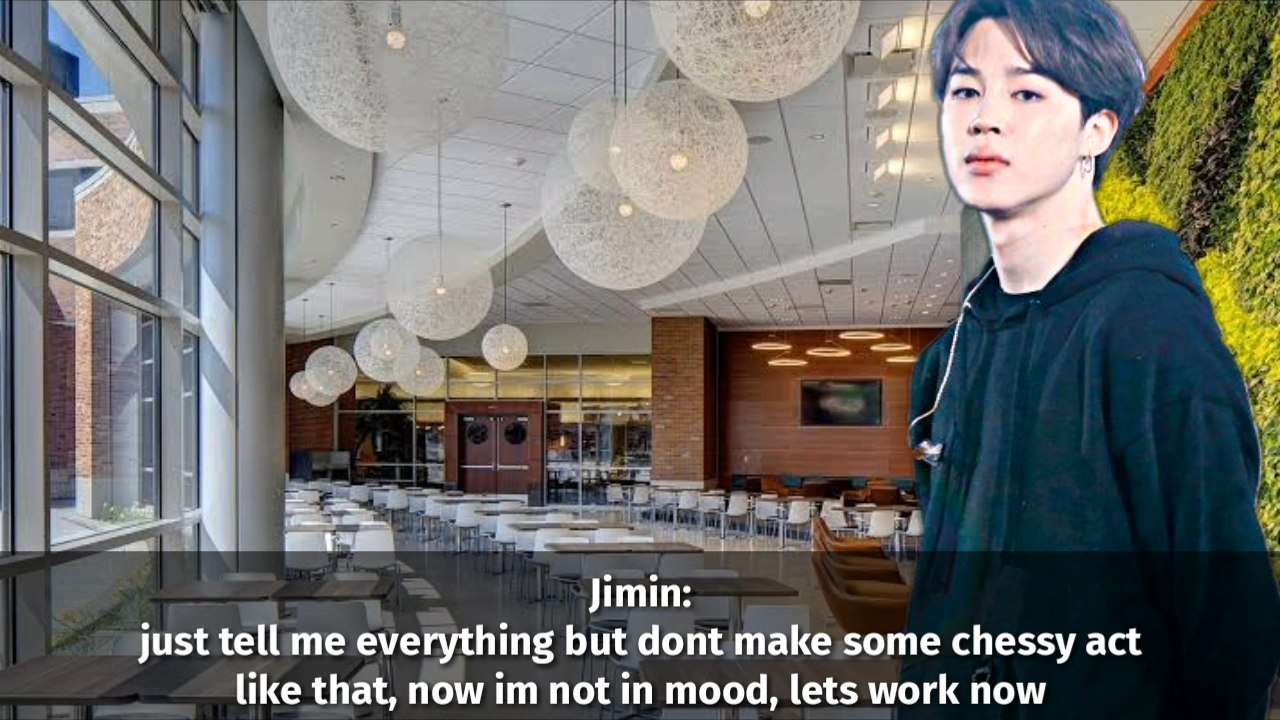 Jimin:
just tell me everything but dont make some chessy act
like that, now im not in mood, lets work now